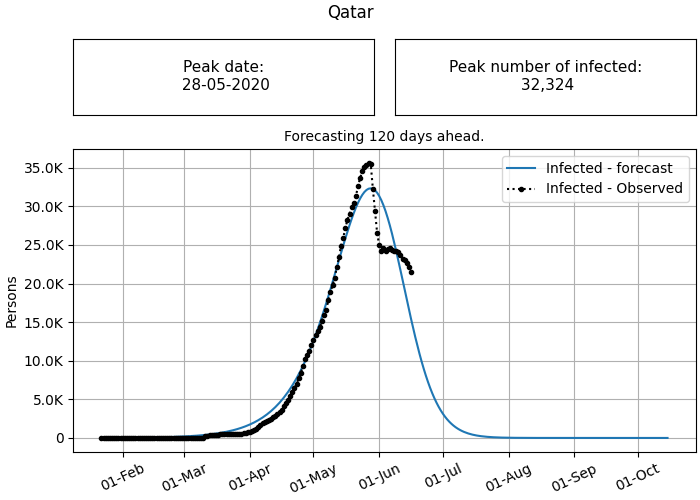 Qatar
Peak date:
28-05-2020
Peak number of infected:
32,324
Forecasting 120 days ahead.
Infected - forecast
Infected - Observed
Persons
35.0K
30.0K
25.0K
20.0K
15.0K
10.0K
5.0K
0
01-Feb
01-Mar
01-Apr
01-May
01-Jun
01-Jul
01-Aug
01-Sep
01-Oct